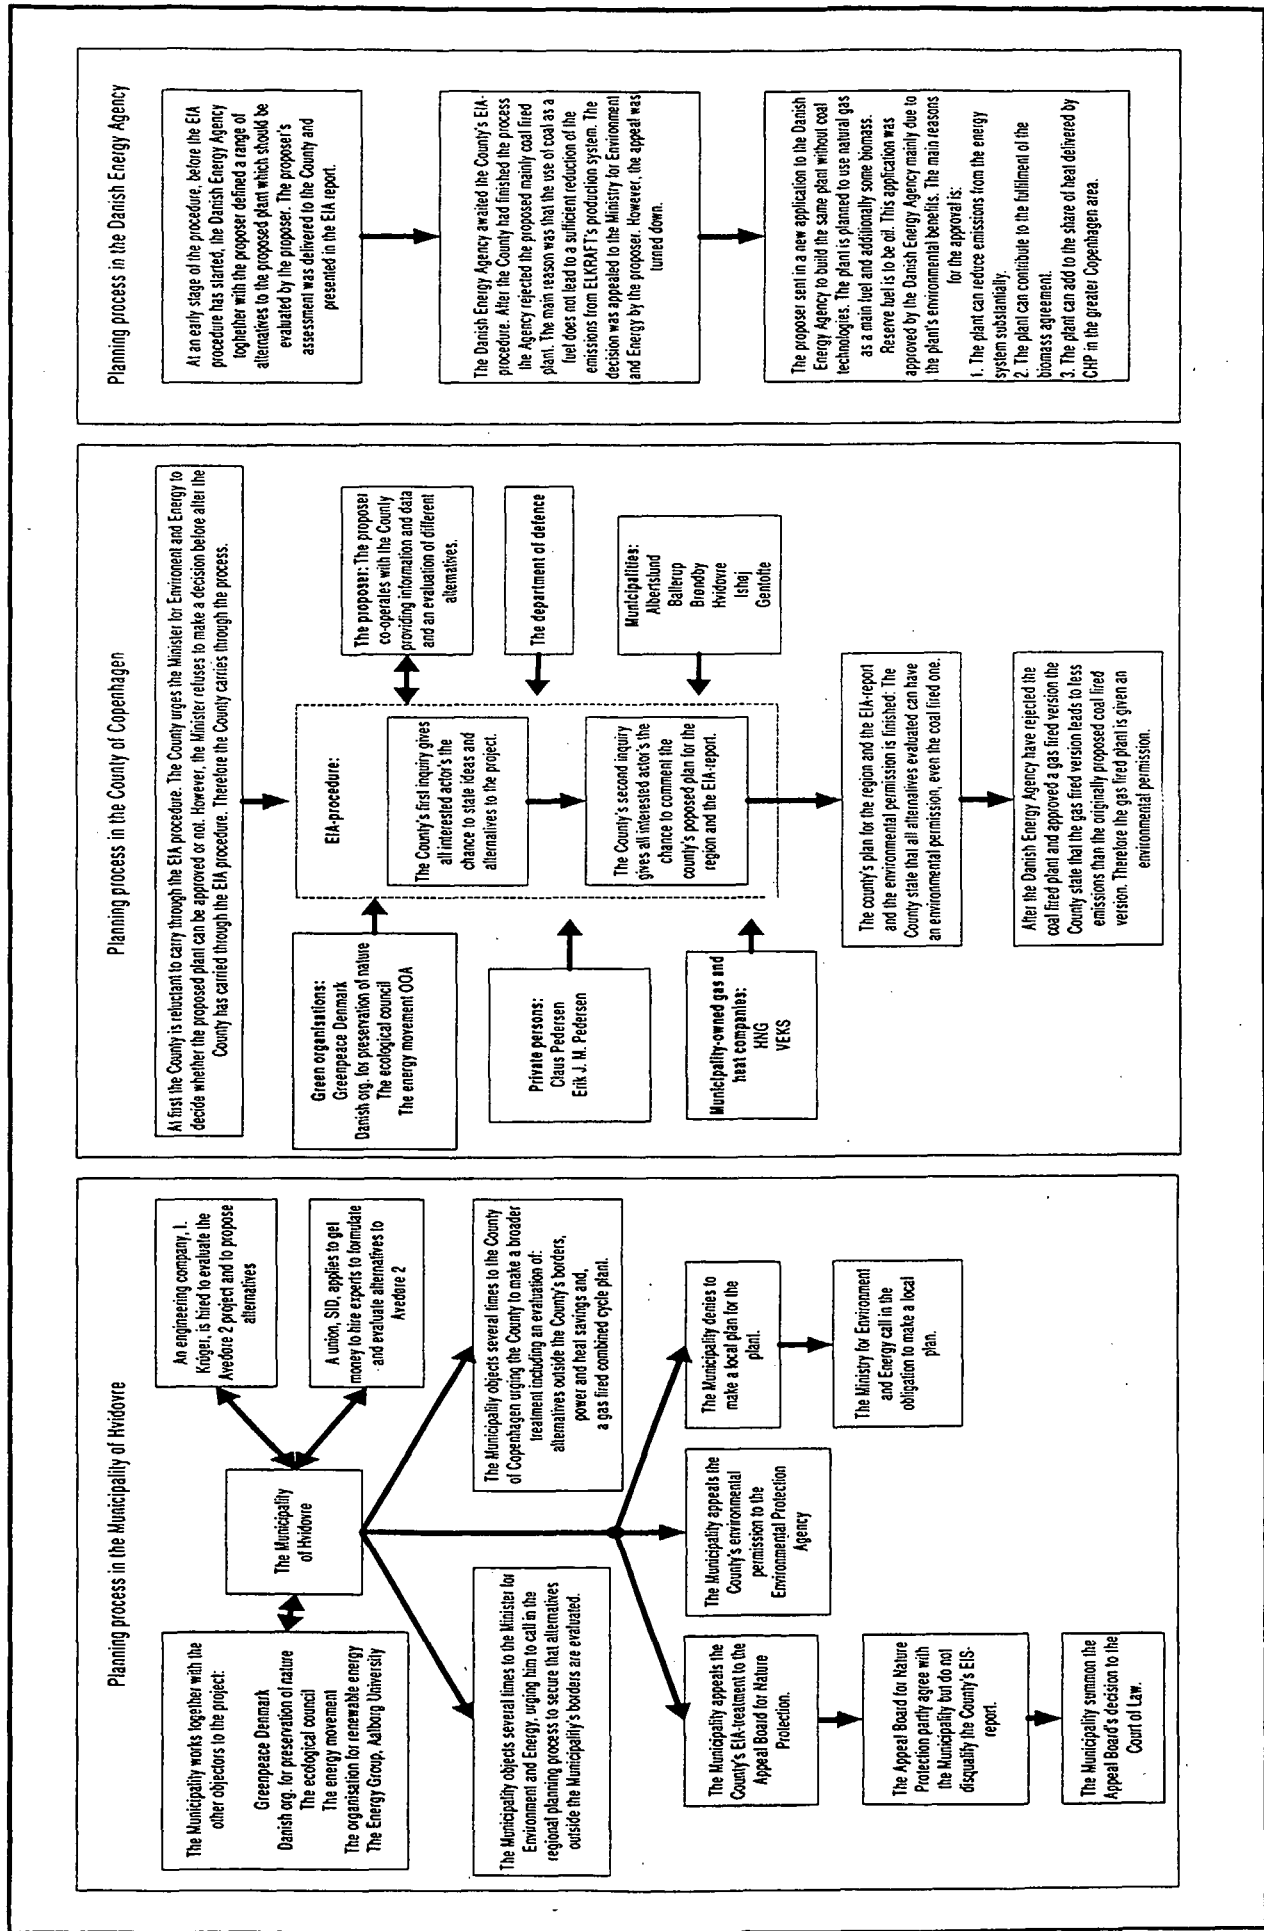 Planning process in the Municipality of Hvidovre
The Municipality works together with the
other objectors to the project:
Greenpeace Denmark
Danish org. for preservation of nature
The ecological council
The energy movement
The organisation for renewable energy
The Energy Group, Aalborg University
The Municipality
of Hvidovre
An engineering company, I.
Krüger, is hired to evaluate the
Avedøre 2 project and to propose
alternatives
A union, SID, applies to get
money to hire experts to formulate
and evaluate alternatives to
Avedøre 2
The Municipality objects several times to the Minister for
Environment and Energy, urging him to call in the
regional planning process to secure that alternatives
outside the Municipality's borders are evaluated.
The Municipality objects several times to the County
of Copenhagen urging the County to make a broader
treatment including an evaluation of:
alternatives outside the County's borders,
power and heat savings and,
a gas fired combined cycle plant.
The Municipality appeals the
County's EIA-treatment to the
Appeal Board for Nature
Protection.
The Municipality appeals the
County's environmental
permission to the
Environmental Protection
Agency
The Municipality denies to
make a local plan for the
plant.
The Appeal Board for Nature
Protection partly agree with
the Municipality but do not
disqualify the County's EIS-
report.
The Ministry for Environment
and Energy call in the
obligation to make a local
plan.
The Municipality summon the
Appeal Board's decision to the
Court of Law.
Planning process in the County of Copenhagen
At first the County is reluctant to carry through the EIA procedure. The County urges the Minister for Environent and Energy to
decide whether the proposed plant can be approved or not. However, the Minister refuses to make a decision before after the
County has carried through the EIA procedure. Therefore the County carries through the process.
Green organisations:
Greenpeace Denmark
Danish org. for preservation of nature
The ecological council
The energy movement OOA
Private persons:
Claus Pedersen
Erik J. M. Pedersen
Municipality-owned gas and
heat companies:
HNG
VEKS
EIA-procedure:
The County's first inquiry gives
all interested actor's the
chance to state ideas and
alternatives to the project.
The County's second inquiry
gives all interested actor's the
chance to comment the
county's poposed plan for the
region and the EIA-report.
The proposer: The proposer
co-operates with the County
providing information and data
and an evaluation of different
alternatives.
The department of defence
Municipalities:
Albertslund
Ballerup
Brøndby
Hvidovre
Ishøj
Gentofte
The county's plan for the region and the EIA-report
and the environmental permission is finished: The
County state that all alternatives evaluated can have
an environmental permission, even the coal fired one.
After the Danish Energy Agency have rejected the
coal fired plant and approved a gas fired version the
County state that the gas fired version leads to less
emissions than the originally proposed coal fired
version. Therefore the gas fired plant is given an
environmental permission.
Planning process in the Danish Energy Agency
At an early stage of the procedure, before the EIA
procedure has started, the Danish Energy Agency
toghether with the proposer defined a range of
alternatives to the proposed plant which should be
evaluated by the proposer. The proposer's
assessment was delivered to the County and
presented in the EIA report.
The Danish Energy Agency awaited the County's EIA-
procedure. After the County had finished the process
the Agency rejected the proposed mainly coal fired
plant. The main reason was that the use of coal as a
fuel does not lead to a sufficient reduction of the
emissions from ELKRAFT's production system. The
decision was appealed to the Ministry for Environment
and Energy by the proposer. However, the appeal was
turned down.
The proposer sent in a new application to the Danish
Energy Agency to build the same plant without coal
technologies. The plant is planned to use natural gas
as a main fuel and additionally some biomass.
Reserve fuel is to be oil. This application was
approved by the Danish Energy Agency mainly due to
the plant's environmental benefits. The main reasons
for the approval is:
1. The plant can reduce emissions from the energy
system substantially.
2. The plant can contribute to the fulfilment of the
biomass agreement.
3. The plant can add to the share of heat delivered by
CHP in the greater Copenhagen area.